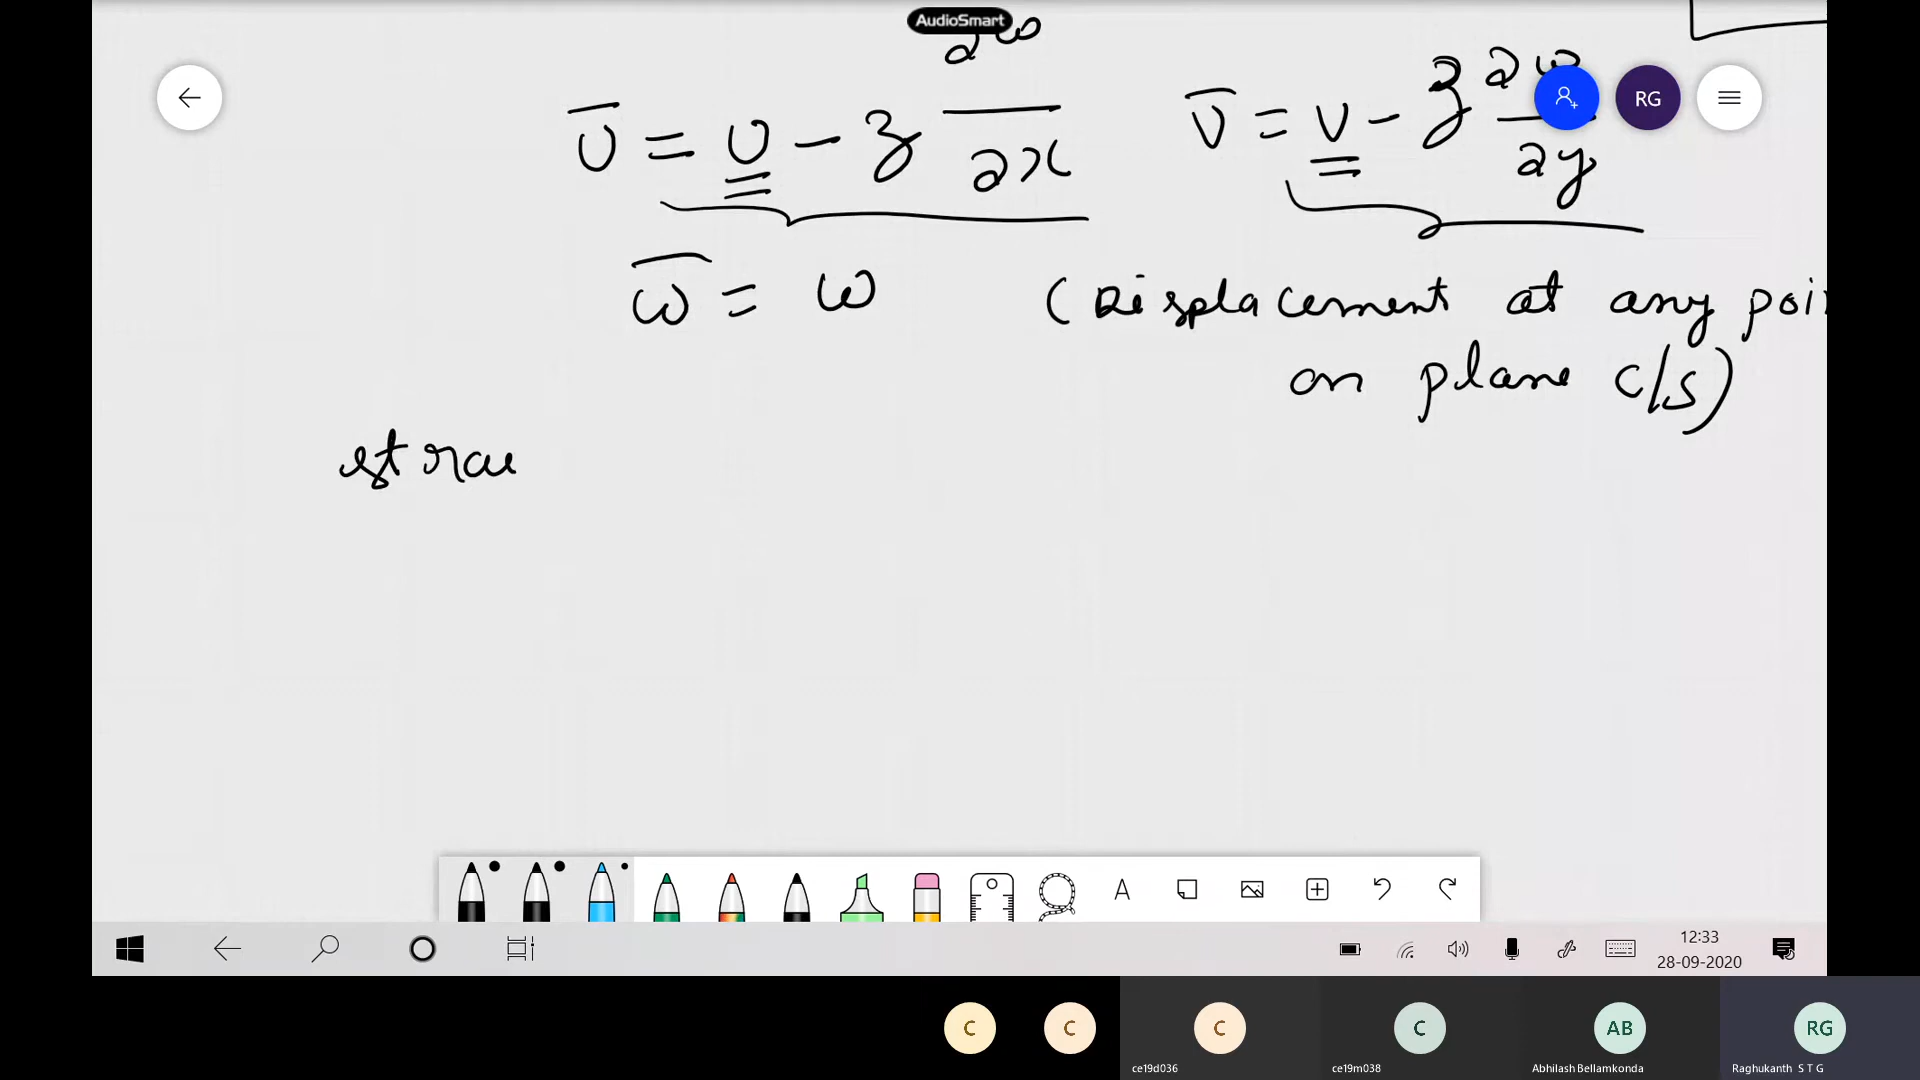 AudioSmart
∂w ∂w
RG
U̅ = U - z ∂x V̅ = V - z ∂y
w̅ = w (Displacement at any poi
on plane c/s)
strai
A
12:33
28-09-2020
C C C C AB RG
ce19d036 ce19m038 Abhilash Bellamkonda Raghukanth S T G